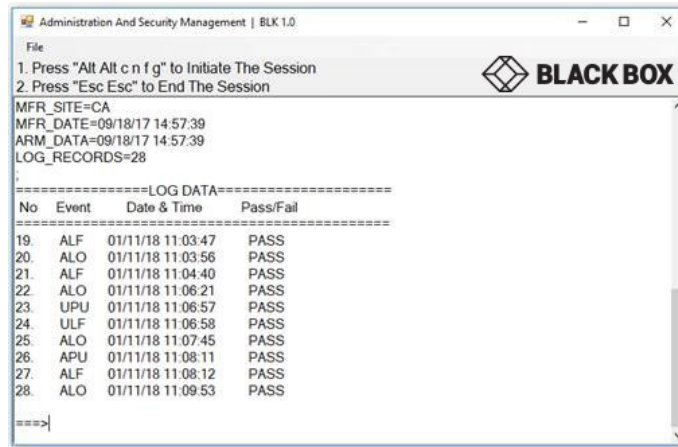 Administration And Security Management | BLK 1.0
File
1. Press "Alt Alt c n f g" to Initiate The Session
2. Press "Esc Esc" to End The Session
BLACK BOX
MFR_SITE=CA
MFR_DATE=09/18/17 14:57:39
ARM_DATA=09/18/17 14:57:39
LOG_RECORDS=28
;
================LOG DATA=====================
No Event Date & Time Pass/Fail
=============================================
19. ALF 01/11/18 11:03:47 PASS
20. ALO 01/11/18 11:03:56 PASS
21. ALF 01/11/18 11:04:40 PASS
22. ALO 01/11/18 11:06:21 PASS
23. UPU 01/11/18 11:06:57 PASS
24. ULF 01/11/18 11:06:58 PASS
25. ALO 01/11/18 11:07:45 PASS
26. APU 01/11/18 11:08:11 PASS
27. ALF 01/11/18 11:08:12 PASS
28. ALO 01/11/18 11:09:53 PASS
===>